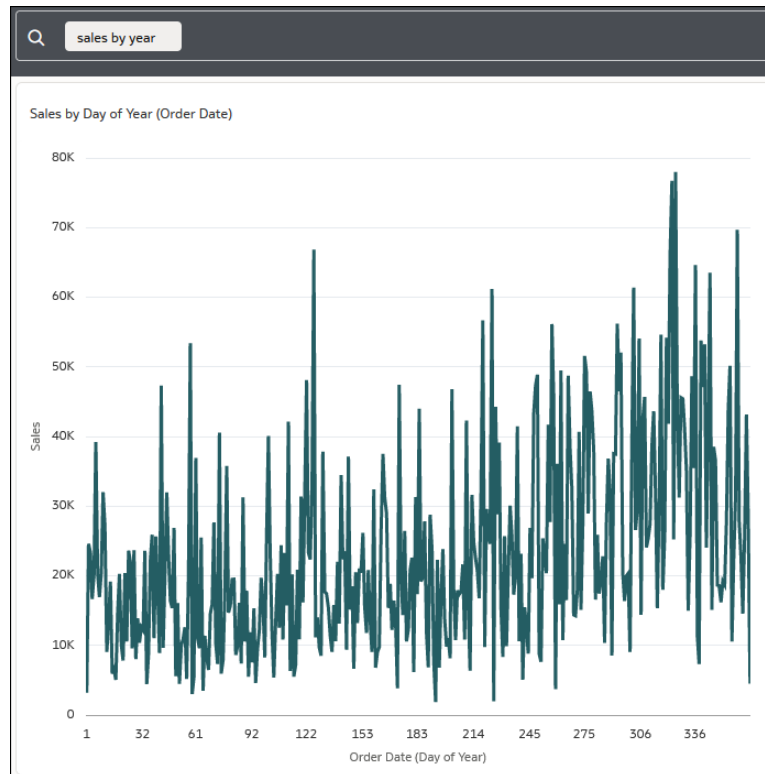 sales by year
Sales by Day of Year (Order Date)
80K
70K
60K
50K
40K
30K
20K
10K
0
Sales
1 32 61 92 122 153 183 214 245 275 306 336
Order Date (Day of Year)